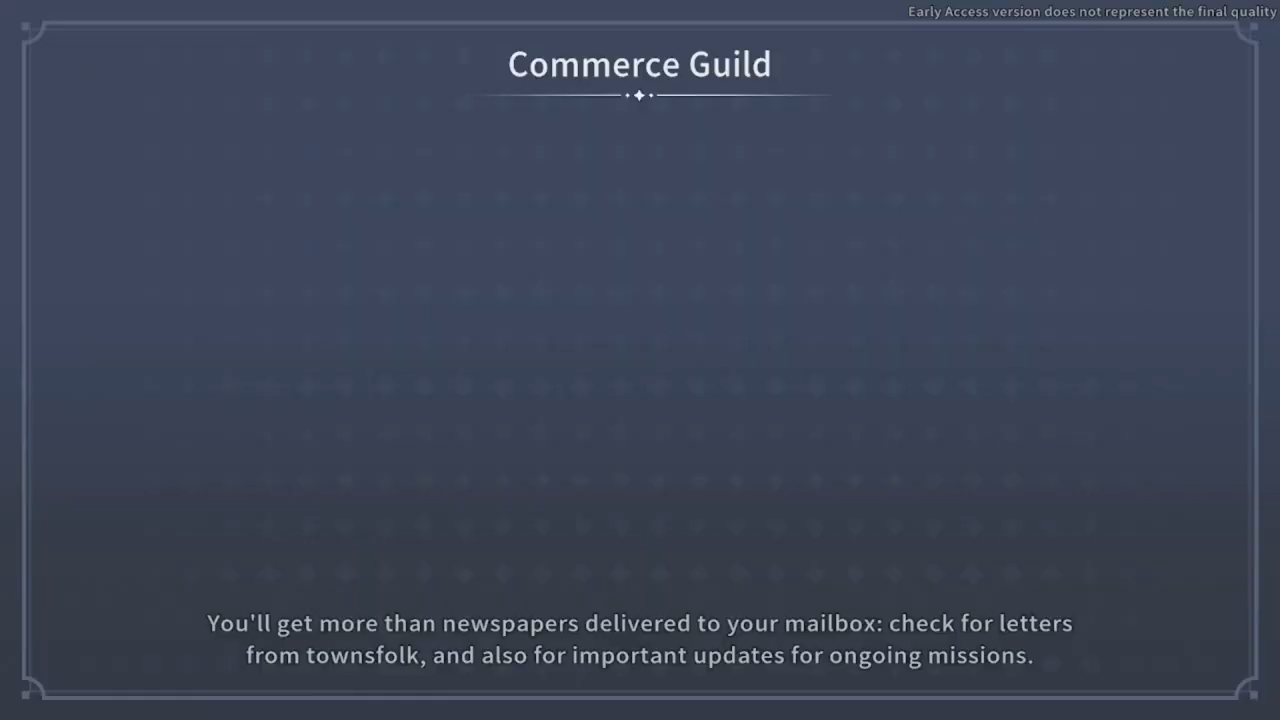 Early Access version does not represent the final quality
Commerce Guild
You'll get more than newspapers delivered to your mailbox: check for letters
from townsfolk, and also for important updates for ongoing missions.